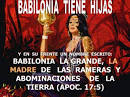 BABILONIA TIENE HIJAS
Y EN SU FRENTE UN NOMBRE ESCRITO:
BABILONIA LA GRANDE, LA
MADRE DE LAS RAMERAS Y
ABOMINACIONES DE LA
TIERRA (APOC. 17:5)